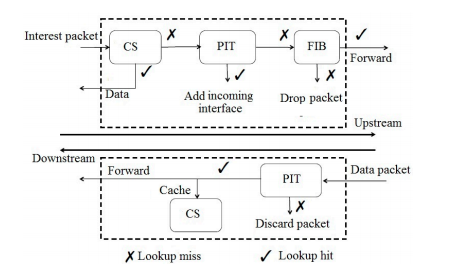 Interest packet
CS
PIT
FIB
Forward
Data
Add incoming
interface
Drop packet
Upstream
Downstream
Forward
Data packet
Cache
PIT
CS
Discard packet
✗ Lookup miss
✓ Lookup hit